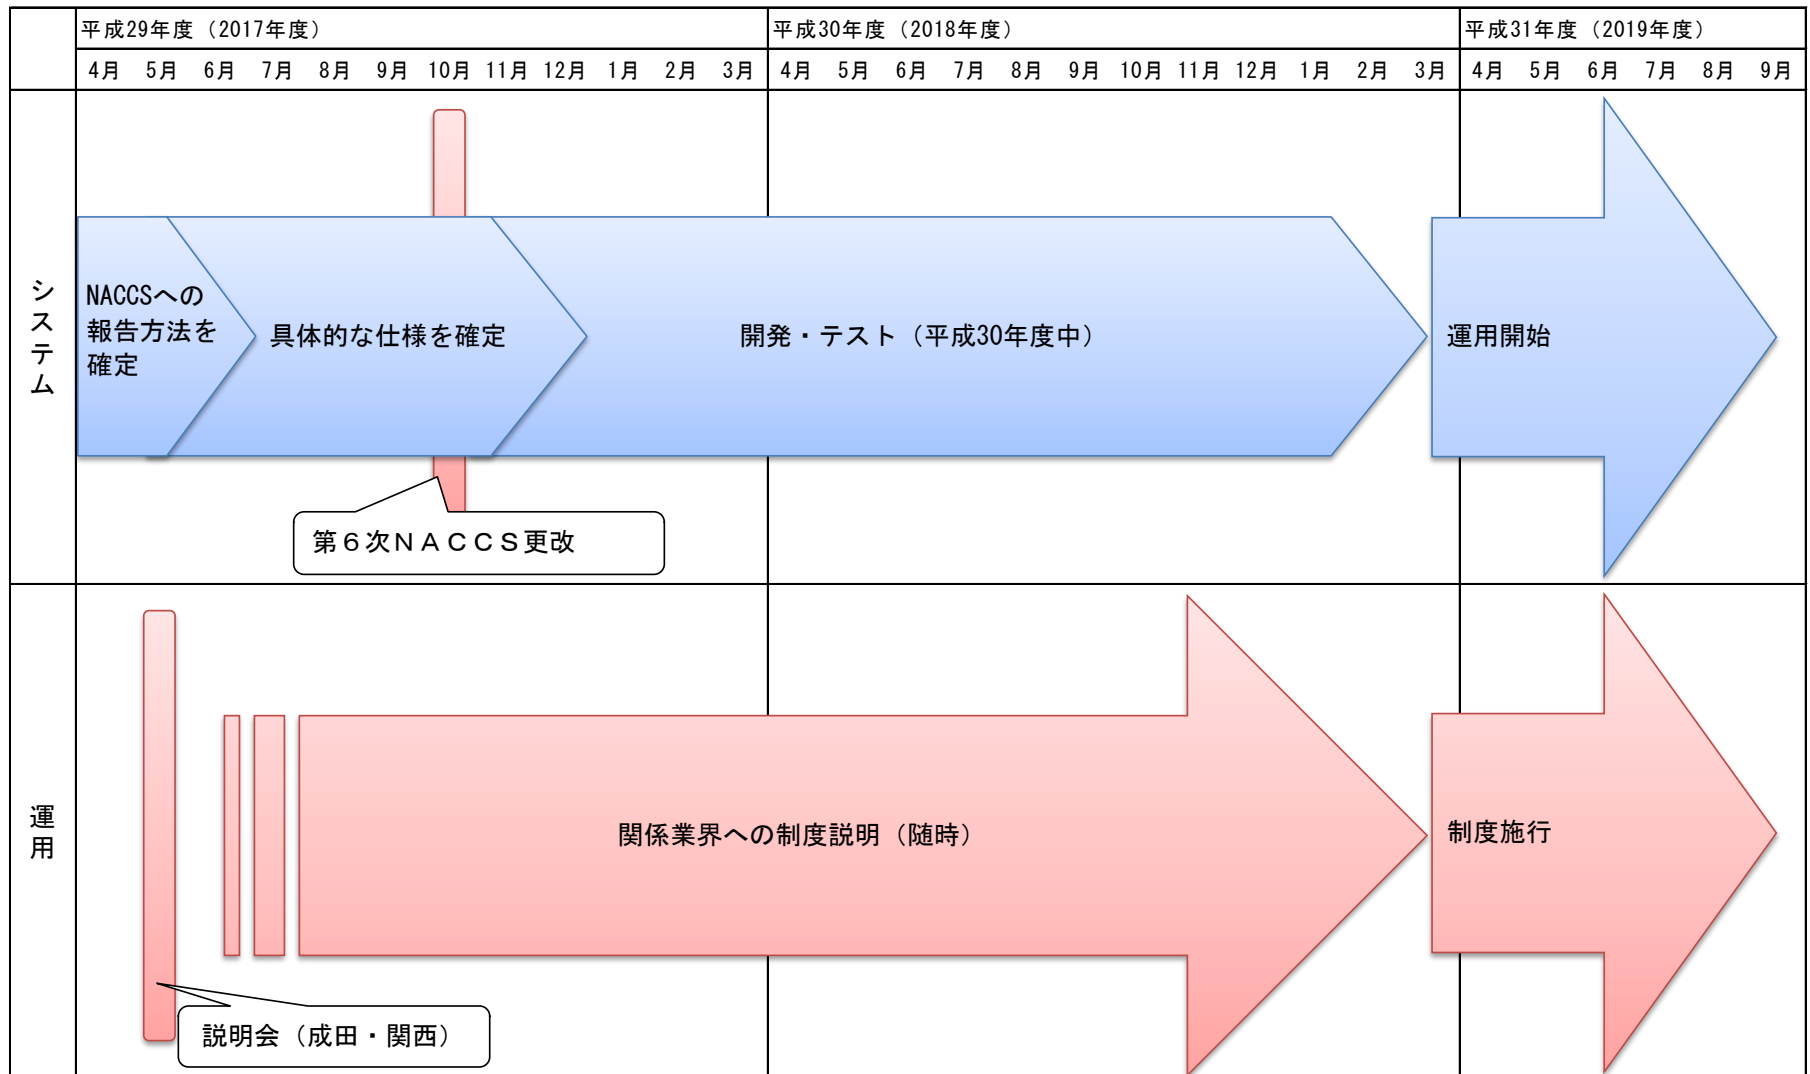 平成29年度（2017年度）
平成30年度（2018年度）
平成31年度（2019年度）
4月 5月 6月 7月 8月 9月 10月 11月 12月 1月 2月 3月 4月 5月 6月 7月 8月 9月 10月 11月 12月 1月 2月 3月 4月 5月 6月 7月 8月 9月
システム
NACCSへの
報告方法を
確定
具体的な仕様を確定
開発・テスト（平成30年度中）
運用開始
第６次ＮＡＣＣＳ更改
運用
関係業界への制度説明（随時）
制度施行
説明会（成田・関西）